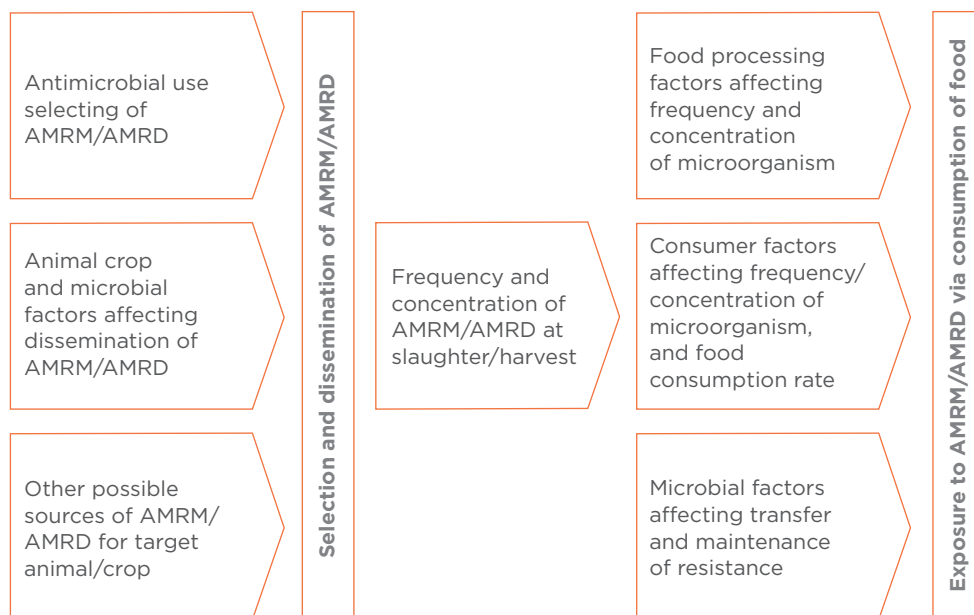 Antimicrobial use
selecting of
AMRM/AMRD
Animal crop
and microbial
factors affecting
dissemination of
AMRM/AMRD
Other possible
sources of AMRM/
AMRD for target
animal/crop
Selection and dissemination of AMRM/AMRD
Frequency and
concentration of
AMRM/AMRD at
slaughter/harvest
Food processing
factors affecting
frequency and
concentration
of microorganism
Consumer factors
affecting frequency/
concentration of
microorganism,
and food
consumption rate
Microbial factors
affecting transfer
and maintenance
of resistance
Exposure to AMRM/AMRD via consumption of food